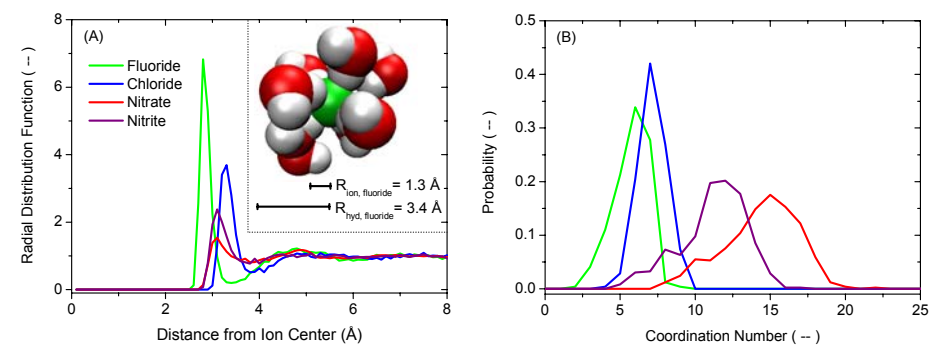 (A)
Fluoride
Chloride
Nitrate
Nitrite
R_ion, fluoride = 1.3 Å
R_hyd, fluoride = 3.4 Å
Radial Distribution Function ( -- )
8
6
4
2
0
0 2 4 6 8
Distance from Ion Center (Å)
(B)
Probability ( -- )
0.5
0.4
0.3
0.2
0.1
0.0
0 5 10 15 20 25
Coordination Number ( -- )